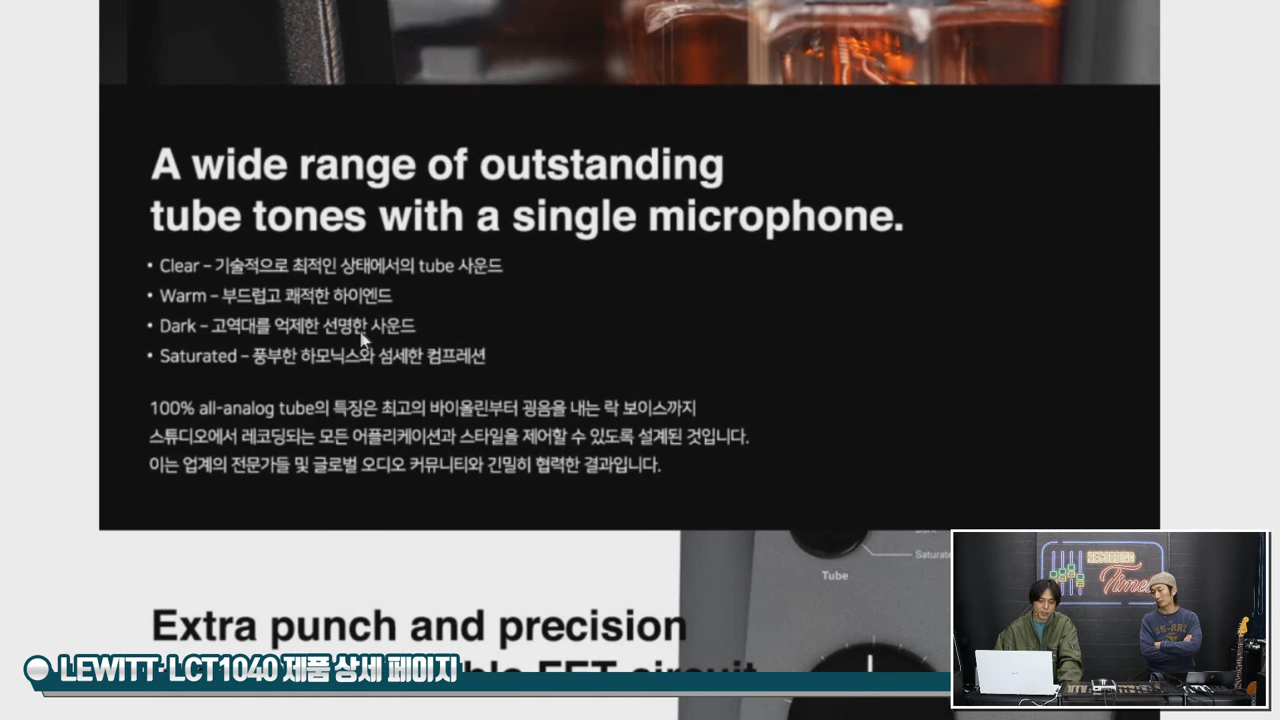 A wide range of outstanding
tube tones with a single microphone.
• Clear – 기술적으로 최적인 상태에서의 tube 사운드
• Warm – 부드럽고 쾌적한 하이엔드
• Dark – 고역대를 억제한 선명한 사운드
• Saturated – 풍부한 하모닉스와 섬세한 컴프레션
100% all-analog tube의 특징은 최고의 바이올린부터 굉음을 내는 락 보이스까지
스튜디오에서 레코딩되는 모든 어플리케이션과 스타일을 제어할 수 있도록 설계된 것입니다.
이는 업계의 전문가들 및 글로벌 오디오 커뮤니티와 긴밀히 협력한 결과입니다.
Tube
Extra punch and precision
FET circuit
LEWITT LCT1040 제품 상세 페이지
RECORDING